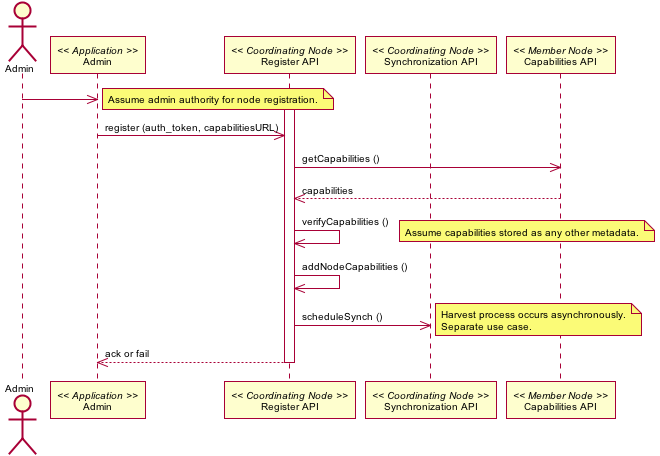 Admin
<< Application >>
Admin
<< Coordinating Node >>
Register API
<< Coordinating Node >>
Synchronization API
<< Member Node >>
Capabilities API
Assume admin authority for node registration.
register (auth_token, capabilitiesURL)
getCapabilities ()
capabilities
verifyCapabilities ()
Assume capabilities stored as any other metadata.
addNodeCapabilities ()
scheduleSynch ()
Harvest process occurs asynchronously.
Separate use case.
ack or fail
Admin
<< Application >>
Admin
<< Coordinating Node >>
Register API
<< Coordinating Node >>
Synchronization API
<< Member Node >>
Capabilities API